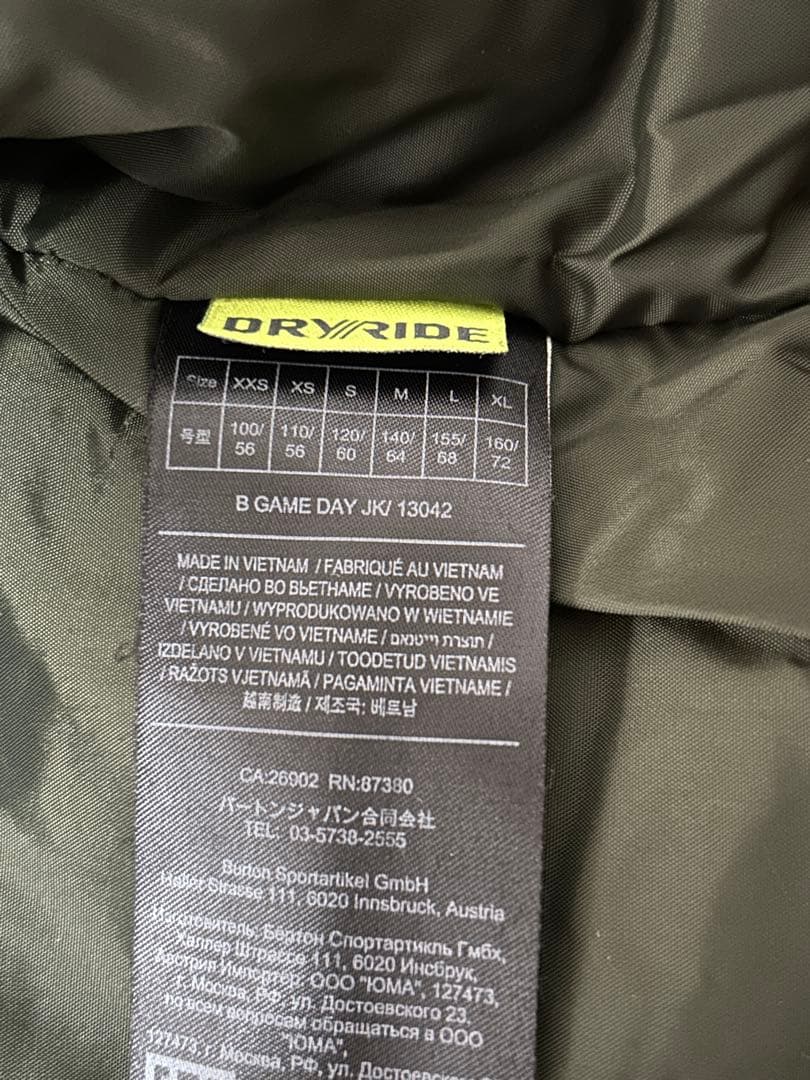 DRYRIDE
Size XXS XS S M L XL
号型 100/56 110/56 120/60 140/64 155/68 160/72
B GAME DAY JK/ 13042
MADE IN VIETNAM / FABRIQUÉ AU VIETNAM
/ СДЕЛАНО ВО ВЬЕТНАМЕ / VYROBENO VE
VIETNAMU / WYPRODUKOWANO W WIETNAMIE
/ VYROBENÉ VO VIETNAME / תוצרת וייטנאם /
IZDELANO V VIETNAMU / TOODETUD VIETNAMIS
/ RAŽOTS VJETNAMĀ / PAGAMINTA VIETNAME /
越南制造 / 제조국: 베트남
CA:26902 RN:87380
バートンジャパン合同会社
TEL: 03-5738-2555
Burton Sportartikel GmbH
Haller Strasse 111, 6020 Innsbruck, Austria
Изготовитель: Бертон Спортартикль Гмбх,
Халлер Штрассе 111, 6020 Инсбрук,
Австрия Импортер: ООО "ЮМА", 127473,
г. Москва, РФ, ул. Достоевского 23,
по всем вопросам обращаться в ООО
"ЮМА",
127473, г. Москва, РФ, ул.